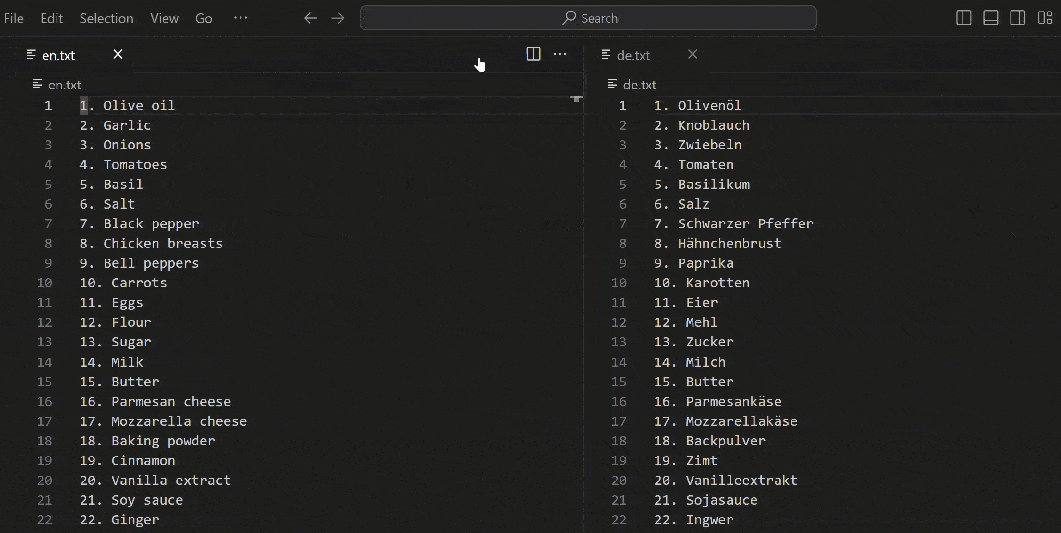 File Edit Selection View Go ··· Search
en.txt
en.txt
1 1. Olive oil
2 2. Garlic
3 3. Onions
4 4. Tomatoes
5 5. Basil
6 6. Salt
7 7. Black pepper
8 8. Chicken breasts
9 9. Bell peppers
10 10. Carrots
11 11. Eggs
12 12. Flour
13 13. Sugar
14 14. Milk
15 15. Butter
16 16. Parmesan cheese
17 17. Mozzarella cheese
18 18. Baking powder
19 19. Cinnamon
20 20. Vanilla extract
21 21. Soy sauce
22 22. Ginger
de.txt
de.txt
1 1. Olivenöl
2 2. Knoblauch
3 3. Zwiebeln
4 4. Tomaten
5 5. Basilikum
6 6. Salz
7 7. Schwarzer Pfeffer
8 8. Hähnchenbrust
9 9. Paprika
10 10. Karotten
11 11. Eier
12 12. Mehl
13 13. Zucker
14 14. Milch
15 15. Butter
16 16. Parmesankäse
17 17. Mozzarellakäse
18 18. Backpulver
19 19. Zimt
20 20. Vanilleextrakt
21 21. Sojasauce
22 22. Ingwer